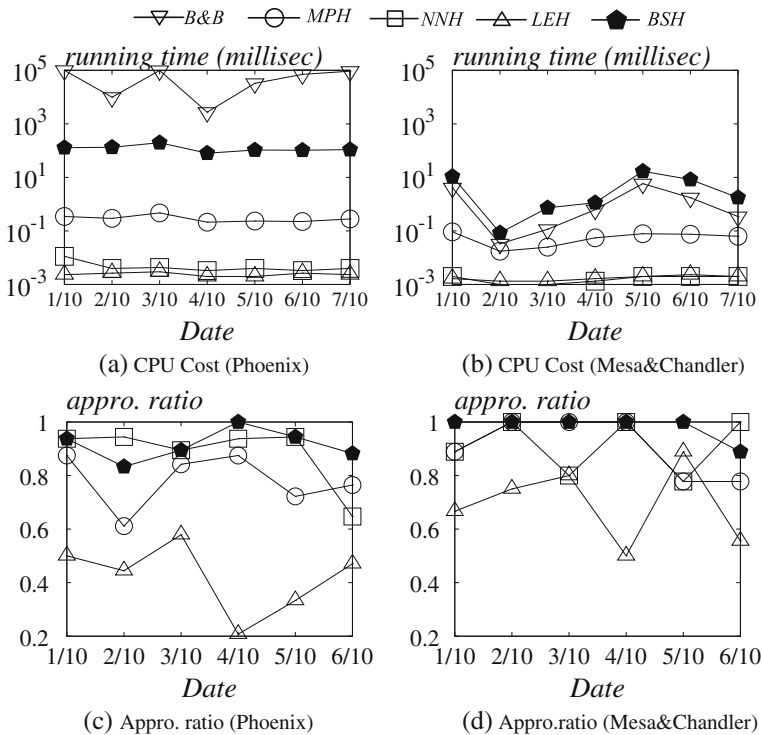 B&B MPH NNH LEH BSH
running time (millisec) running time (millisec)
10^5 10^5
10^3 10^3
10^1 10^1
10^-1 10^-1
10^-3 10^-3
1/10 2/10 3/10 4/10 5/10 6/10 7/10 1/10 2/10 3/10 4/10 5/10 6/10 7/10
Date Date
(a) CPU Cost (Phoenix) (b) CPU Cost (Mesa&Chandler)
appro. ratio appro. ratio
1 1
0.8 0.8
0.6 0.6
0.4 0.4
0.2 0.2
1/10 2/10 3/10 4/10 5/10 6/10 1/10 2/10 3/10 4/10 5/10 6/10
Date Date
(c) Appro. ratio (Phoenix) (d) Appro.ratio (Mesa&Chandler)